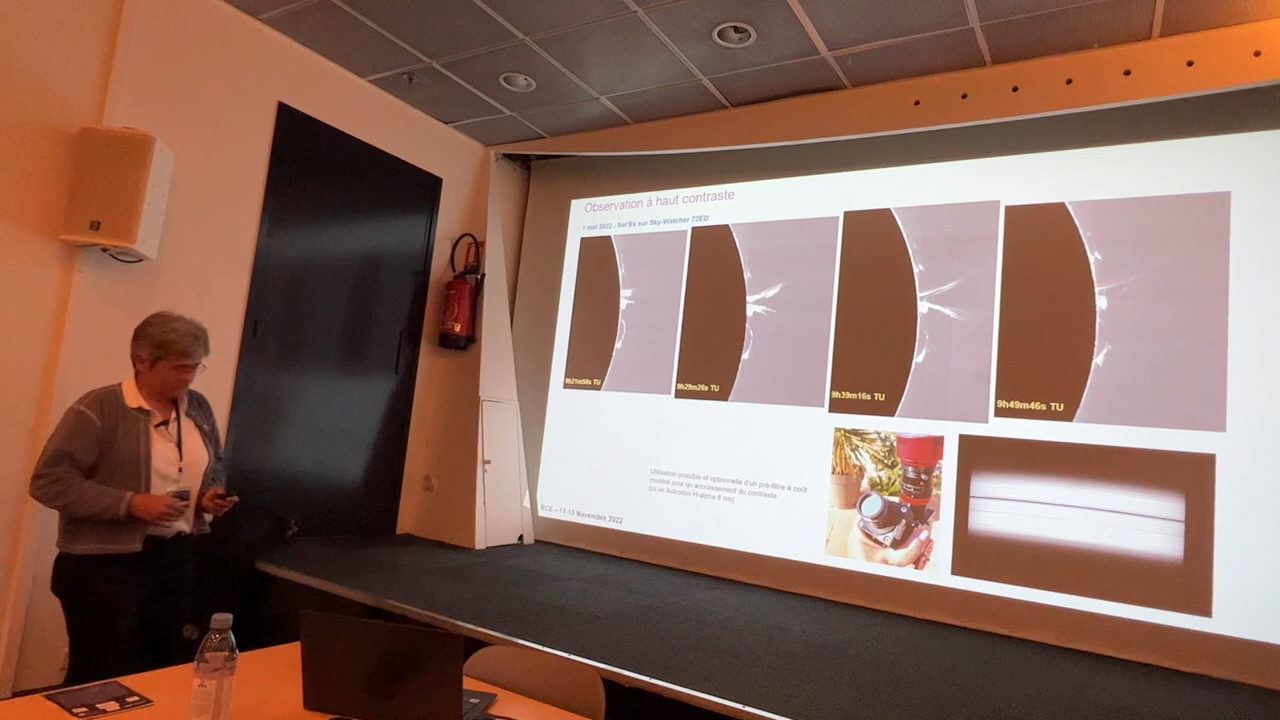 Observation à haut contraste
1 mai 2022 - Sol'Ex sur Sky-Watcher 72ED
9h21m58s TU
9h29m26s TU
9h39m16s TU
9h49m46s TU
Utilisation possible et optionnelle d'un pré-filtre à coût
modéré pour un accroissement du contraste
(ici un Astrodon H-alpha 6 nm)
RCE – 11-13 Novembre 2022